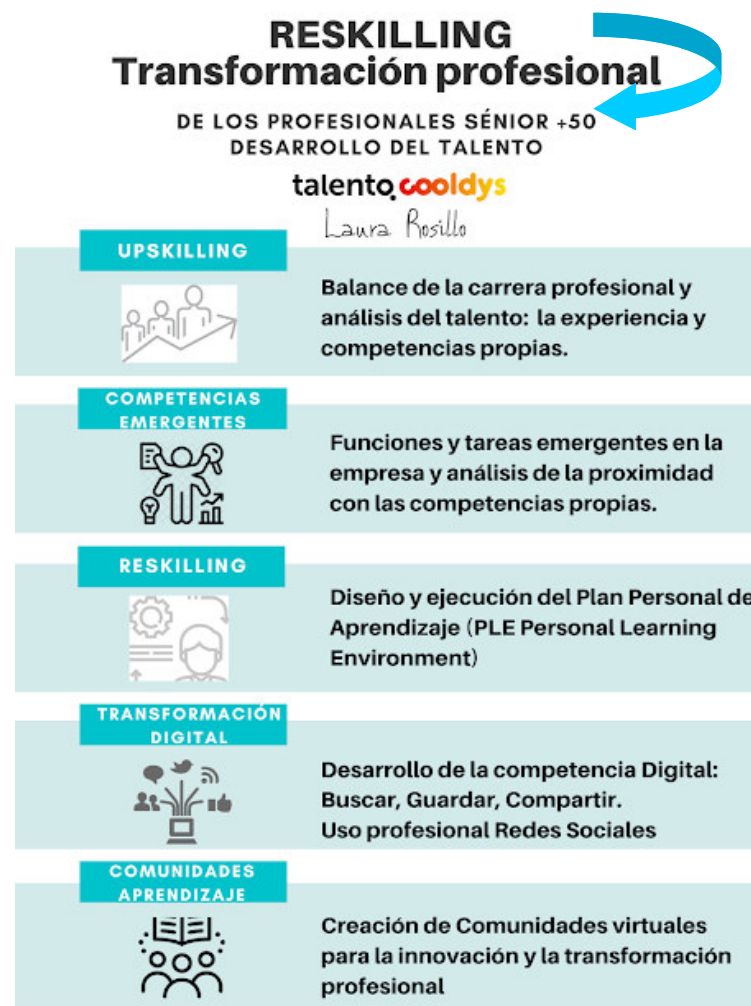 RESKILLING
Transformación profesional
DE LOS PROFESIONALES SÉNIOR +50
DESARROLLO DEL TALENTO
talento cooldys
Laura Rosillo
UPSKILLING
Balance de la carrera profesional y
análisis del talento: la experiencia y
competencias propias.
COMPETENCIAS
EMERGENTES
Funciones y tareas emergentes en la
empresa y análisis de la proximidad
con las competencias propias.
RESKILLING
Diseño y ejecución del Plan Personal de
Aprendizaje (PLE Personal Learning
Environment)
TRANSFORMACIÓN
DIGITAL
Desarrollo de la competencia Digital:
Buscar, Guardar, Compartir.
Uso profesional Redes Sociales
COMUNIDADES
APRENDIZAJE
Creación de Comunidades virtuales
para la innovación y la transformación
profesional